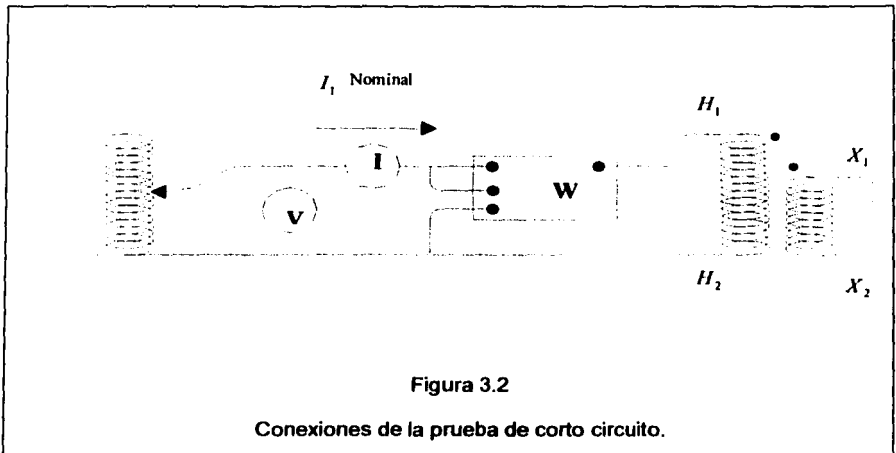 I₁ Nominal
H₁
I
X₁
W
V
H₂
X₂
Figura 3.2
Conexiones de la prueba de corto circuito.